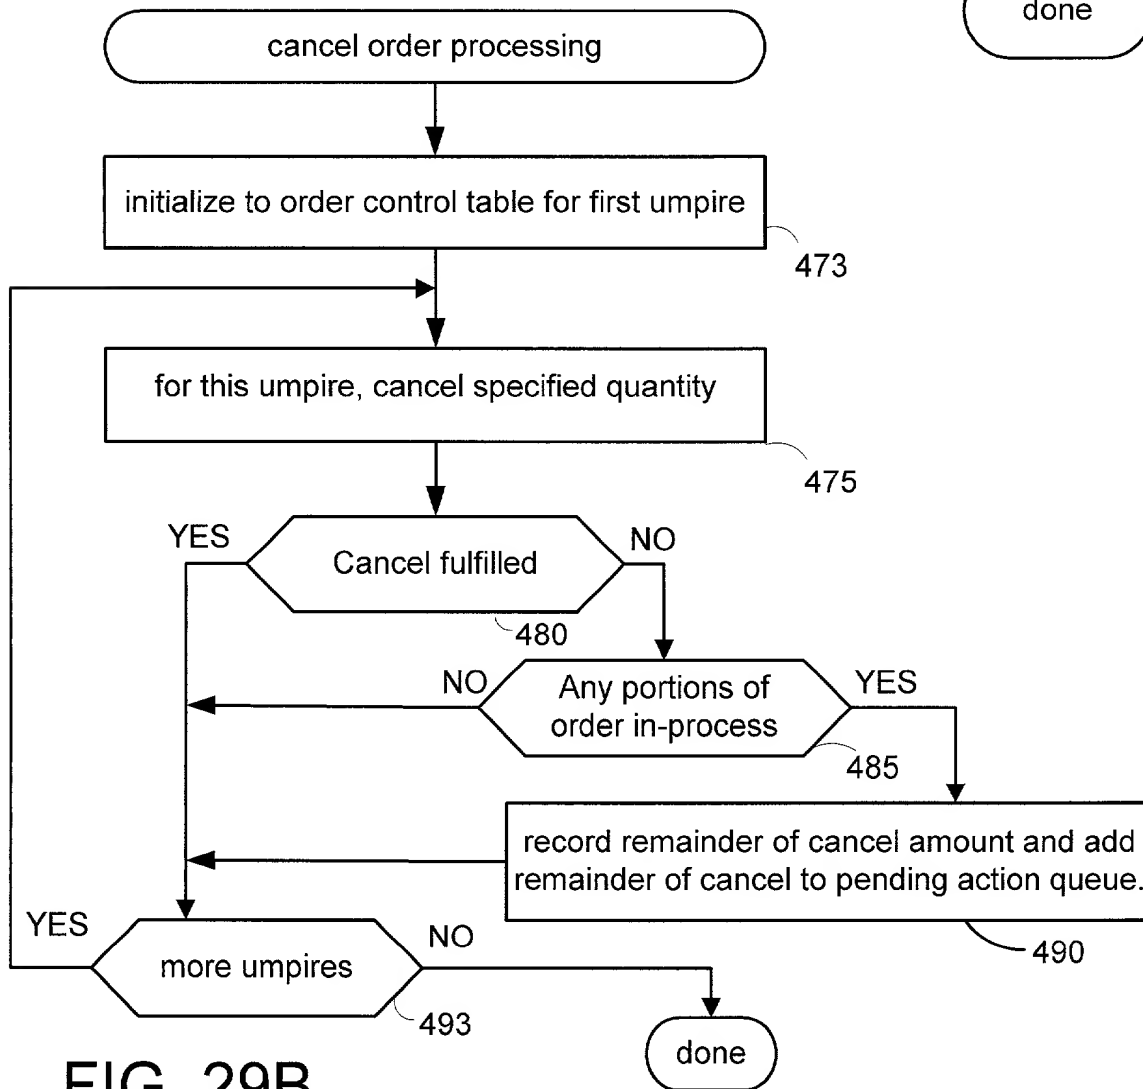 done
cancel order processing
initialize to order control table for first umpire
473
for this umpire, cancel specified quantity
475
YES
NO
Cancel fulfilled
480
NO
YES
Any portions of
order in-process
485
record remainder of cancel amount and add
remainder of cancel to pending action queue.
490
YES
NO
more umpires
493
done
FIG. 29B